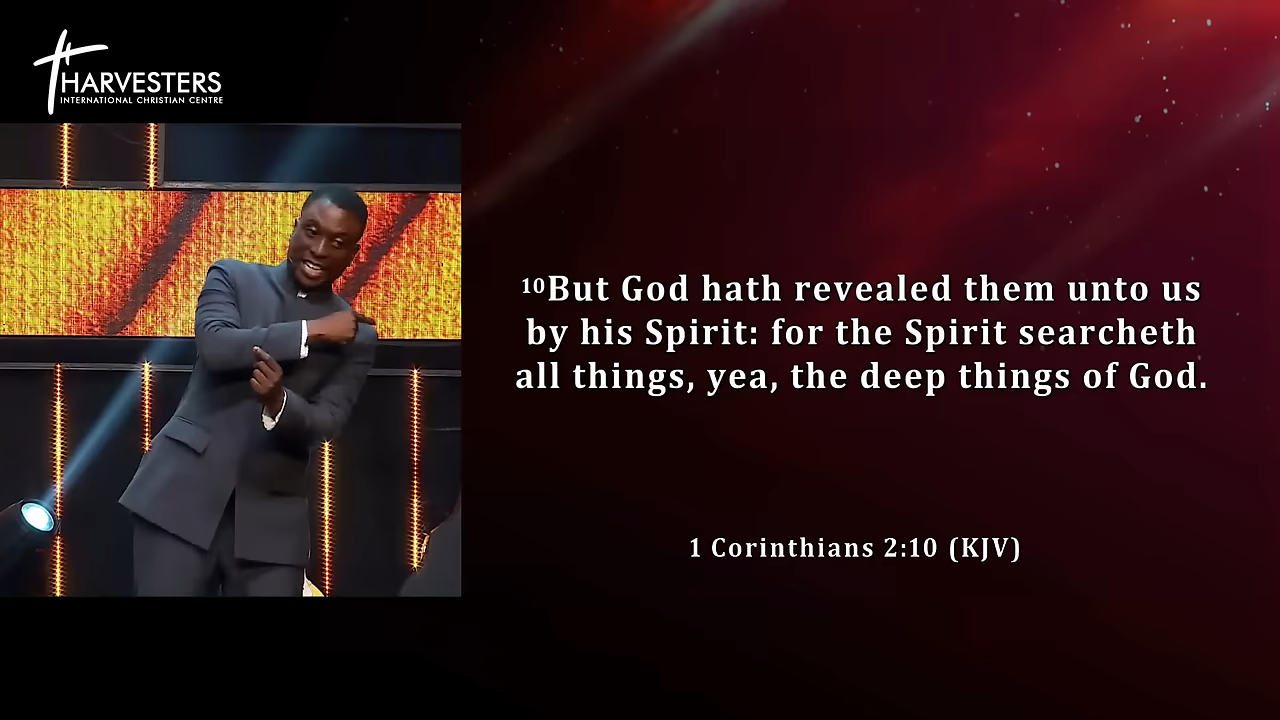 HARVESTERS
INTERNATIONAL CHRISTIAN CENTRE
¹⁰But God hath revealed them unto us
by his Spirit: for the Spirit searcheth
all things, yea, the deep things of God.
1 Corinthians 2:10 (KJV)